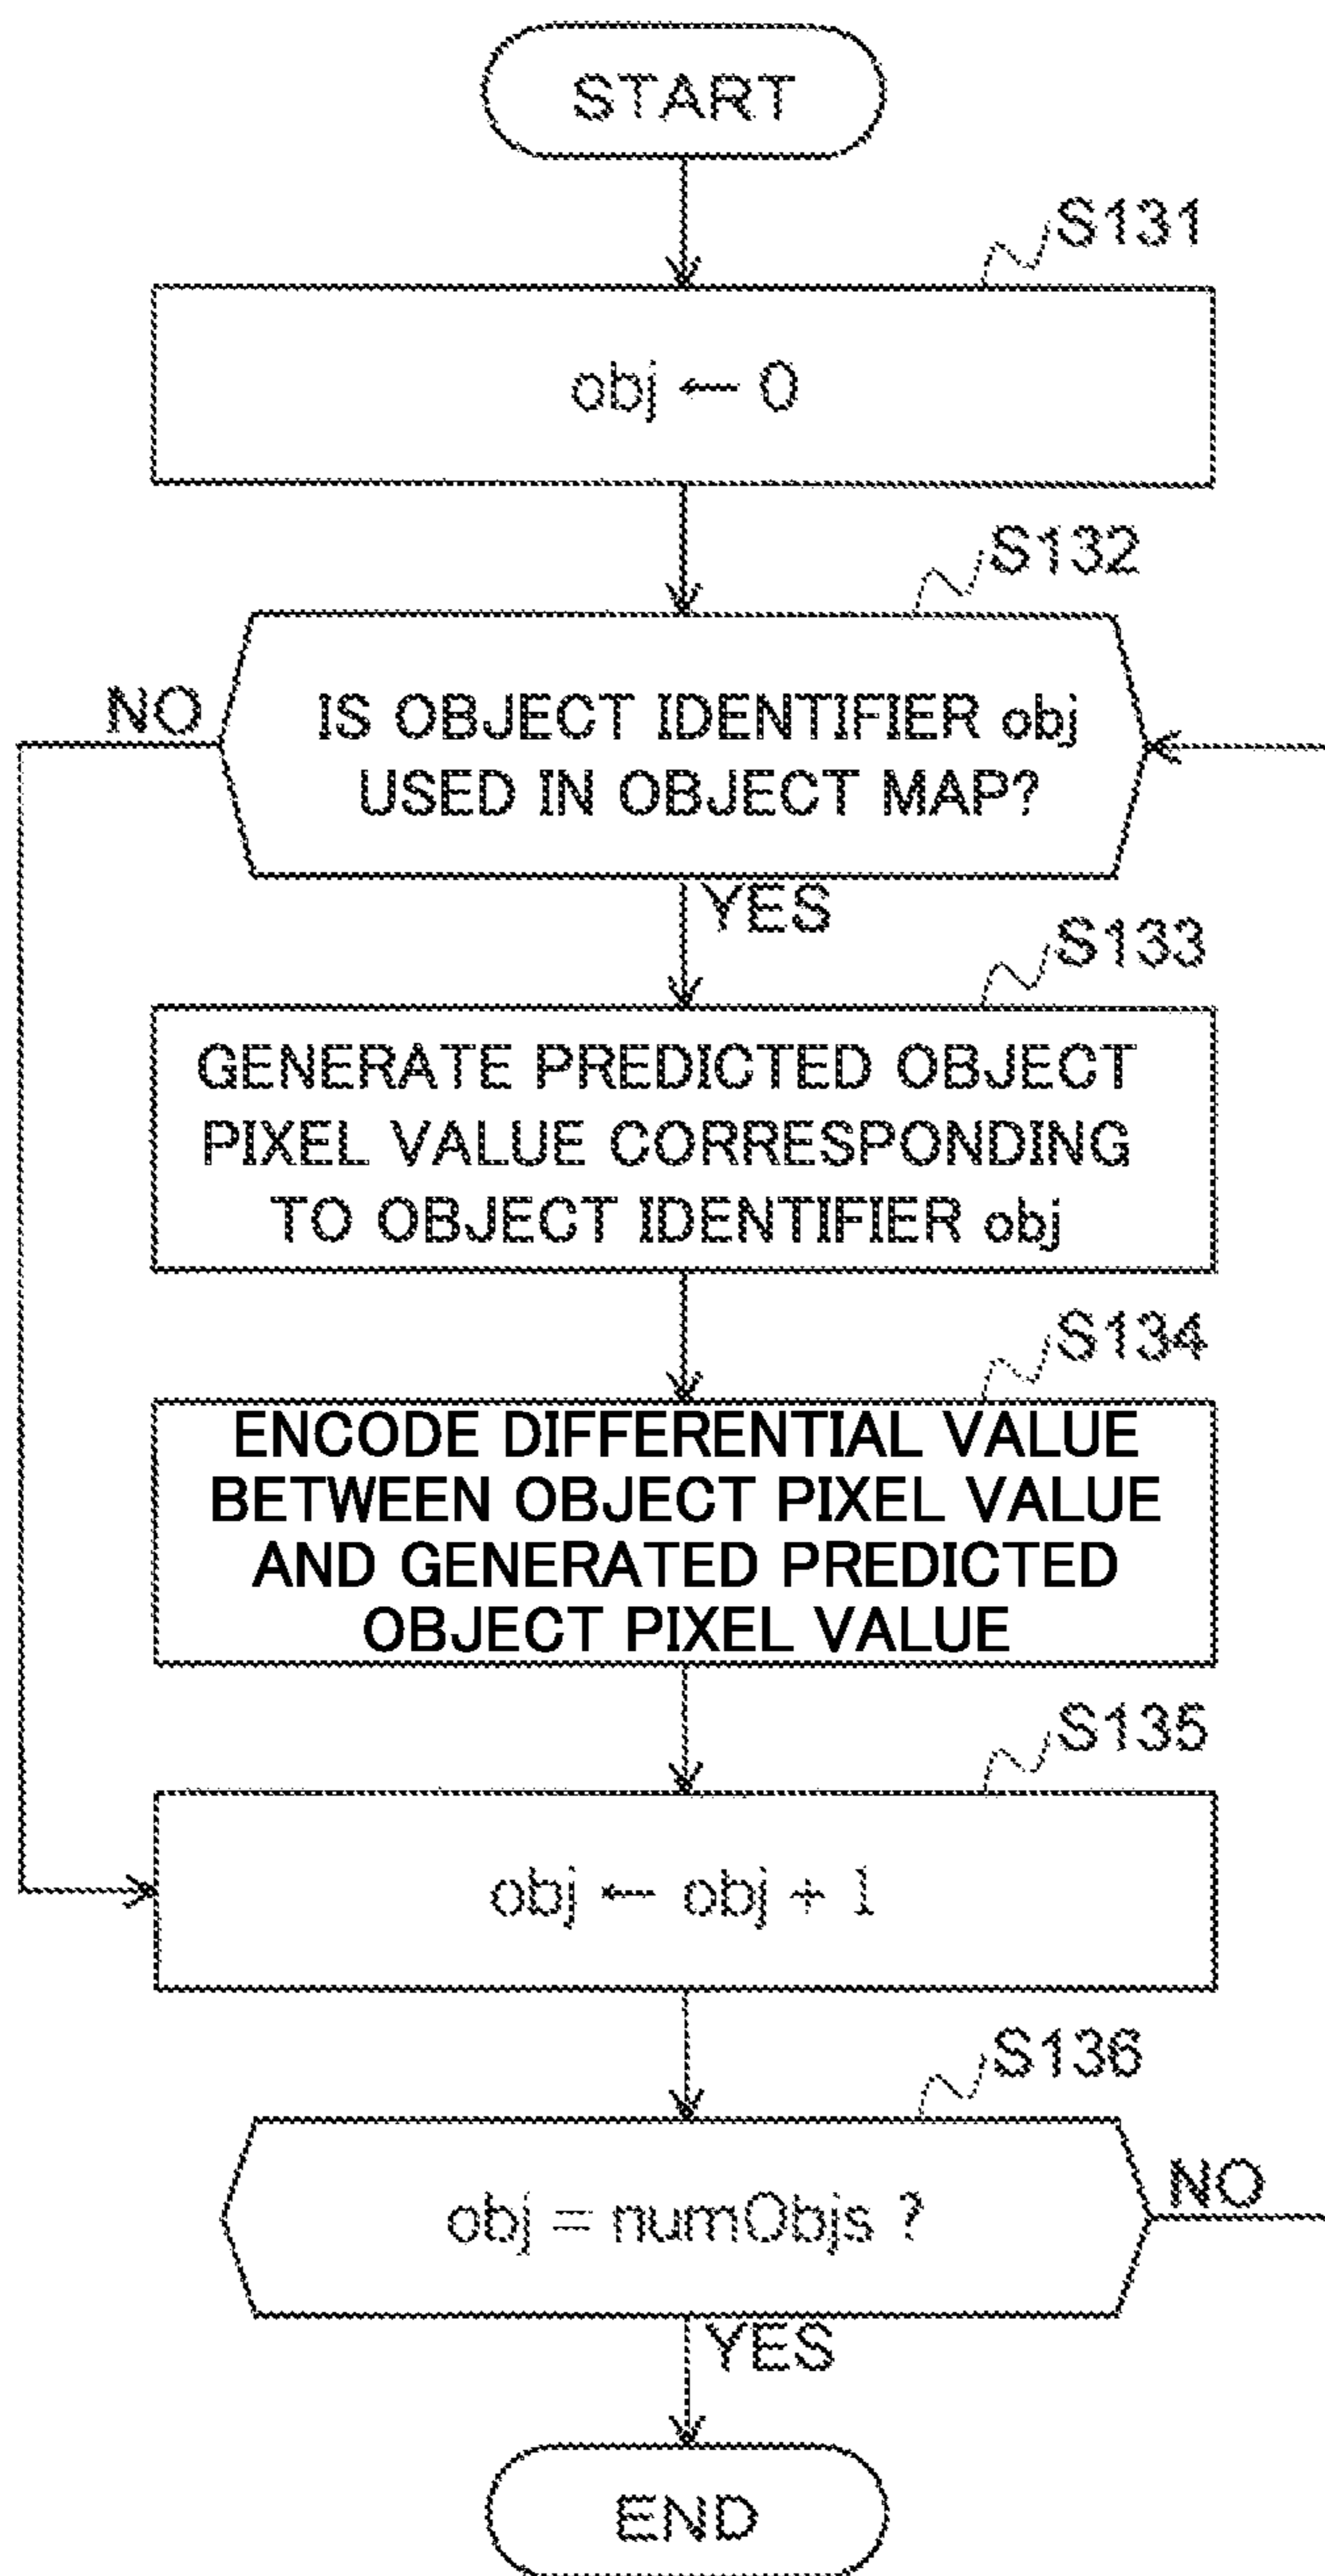 START
S131
obj ← 0
S132
NO
IS OBJECT IDENTIFIER obj
USED IN OBJECT MAP?
YES
S133
GENERATE PREDICTED OBJECT
PIXEL VALUE CORRESPONDING
TO OBJECT IDENTIFIER obj
S134
ENCODE DIFFERENTIAL VALUE
BETWEEN OBJECT PIXEL VALUE
AND GENERATED PREDICTED
OBJECT PIXEL VALUE
S135
obj ← obj + 1
S136
obj = numObjs ?
NO
YES
END